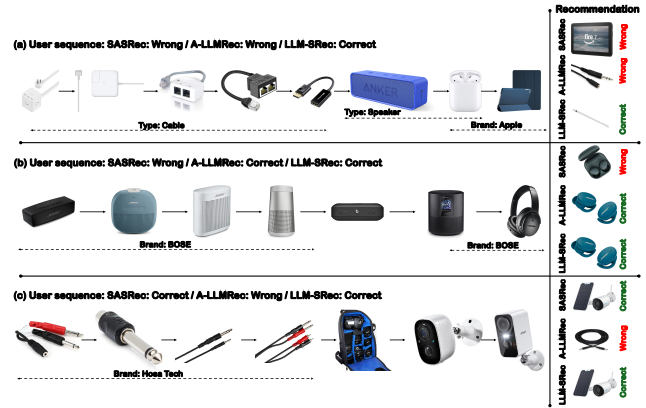 Recommendation
(a) User sequence: SASRec: Wrong / A-LLMRec: Wrong / LLM-SRec: Correct
ANKER
Type: Cable
Type: Speaker
Brand: Apple
SASRec
fire 7
Wrong
A-LLMRec
Wrong
LLM-SRec
Correct
(b) User sequence: SASRec: Wrong / A-LLMRec: Correct / LLM-SRec: Correct
Brand: BOSE
Brand: BOSE
SASRec
Wrong
A-LLMRec
Correct
LLM-SRec
Correct
(c) User sequence: SASRec: Correct / A-LLMRec: Wrong / LLM-SRec: Correct
Brand: Hosa Tech
SASRec
Correct
A-LLMRec
Wrong
LLM-SRec
Correct